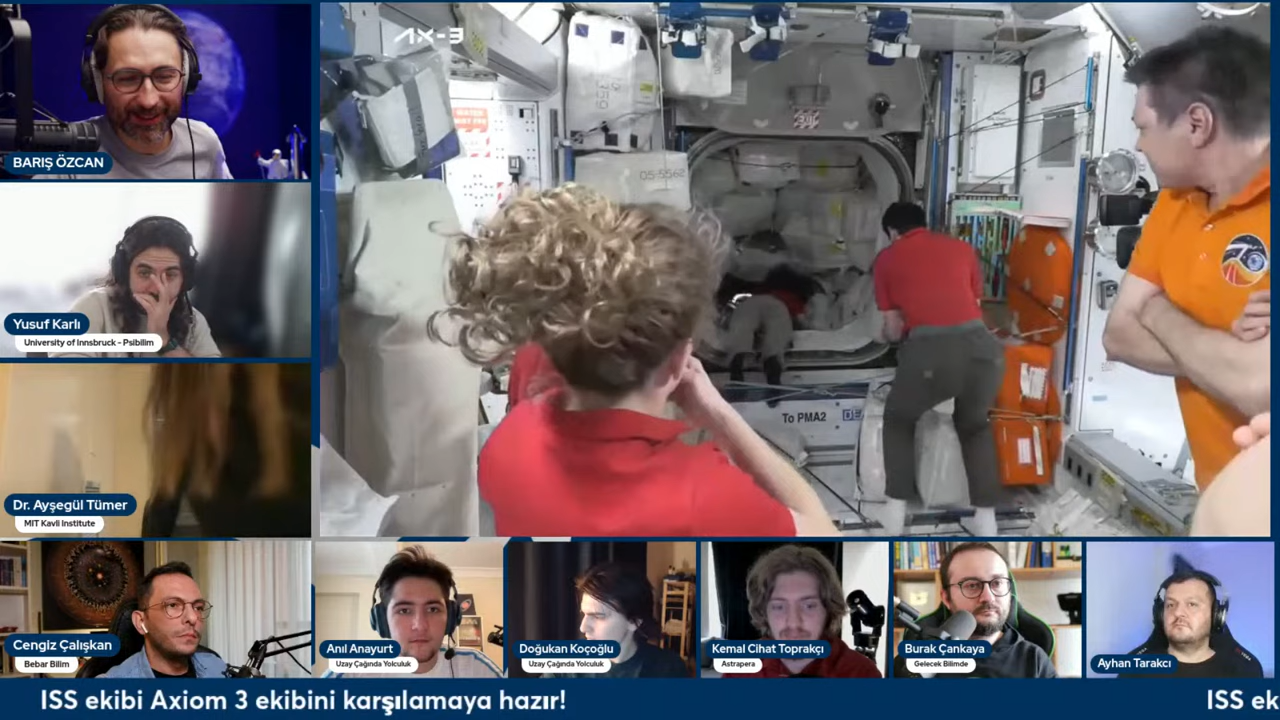 AX-3
BARIŞ ÖZCAN
Yusuf Karlı
University of Innsbruck - Psibilim
Dr. Ayşegül Tümer
MIT Kavli Institute
05-5562
To PMA2
Cengiz Çalışkan
Bebar Bilim
Anıl Anayurt
Uzay Çağında Yolculuk
Doğukan Koçoğlu
Uzay Çağında Yolculuk
Kemal Cihat Toprakçı
Astrapera
Burak Çankaya
Gelecek Bilimde
Ayhan Tarakcı
ISS ekibi Axiom 3 ekibini karşılamaya hazır!
ISS ek